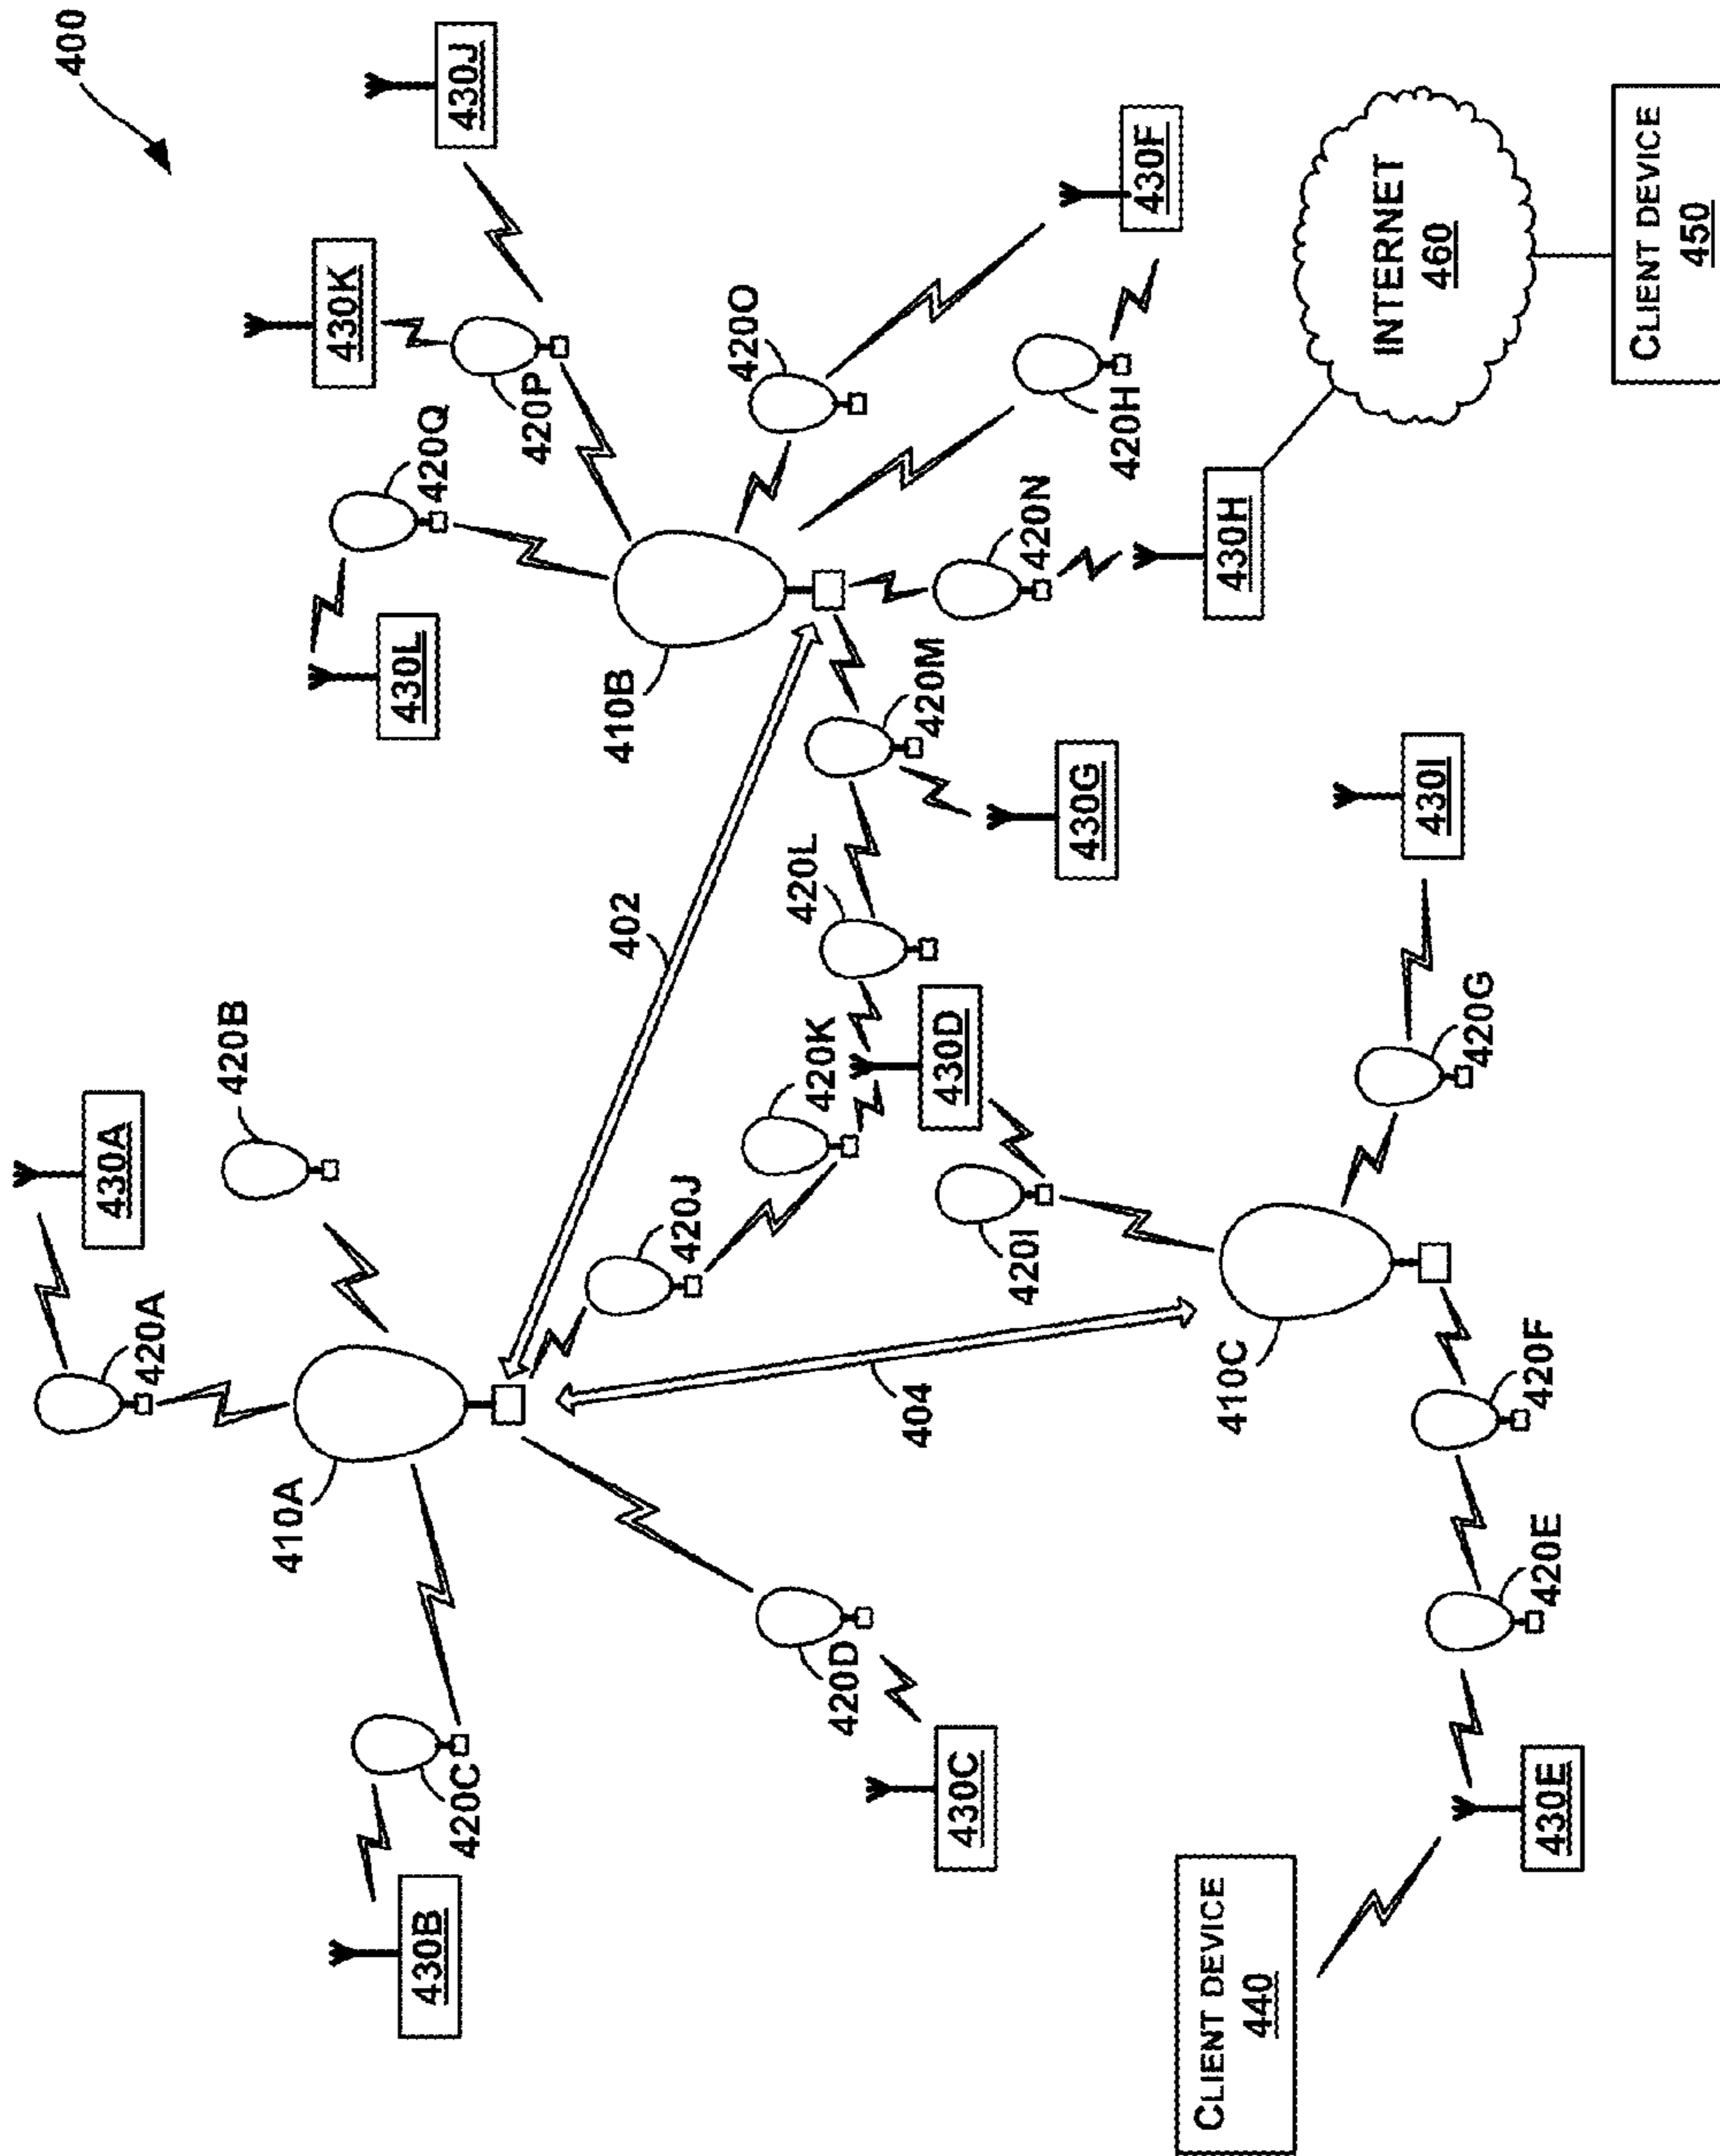 400
430A
420A
420B
410A
430B
420C
420D
430C
402
404
420J
420K
430D
420L
420M
430G
410B
430L
420Q
430K
420P
430J
420O
430F
420H
420N
430H
INTERNET
460
CLIENT DEVICE
450
420I
410C
420G
430I
420F
420E
430E
CLIENT DEVICE
440